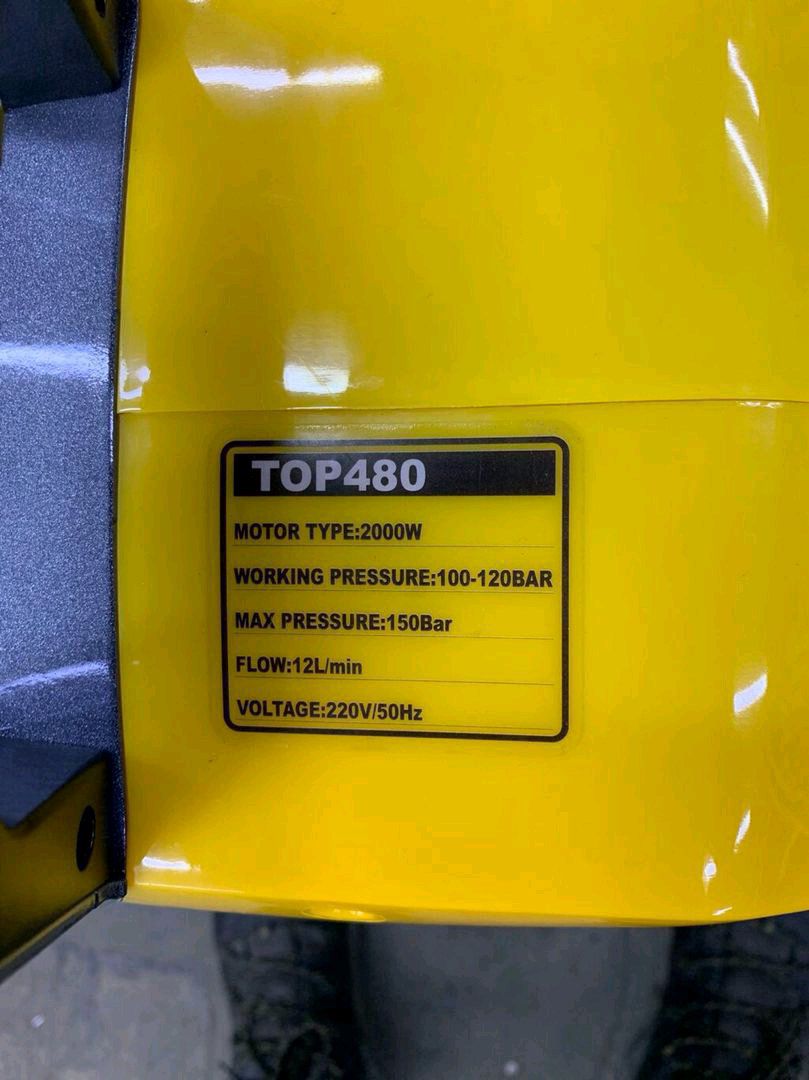 TOP480
MOTOR TYPE:2000W
WORKING PRESSURE:100-120BAR
MAX PRESSURE:150Bar
FLOW:12L/min
VOLTAGE:220V/50Hz